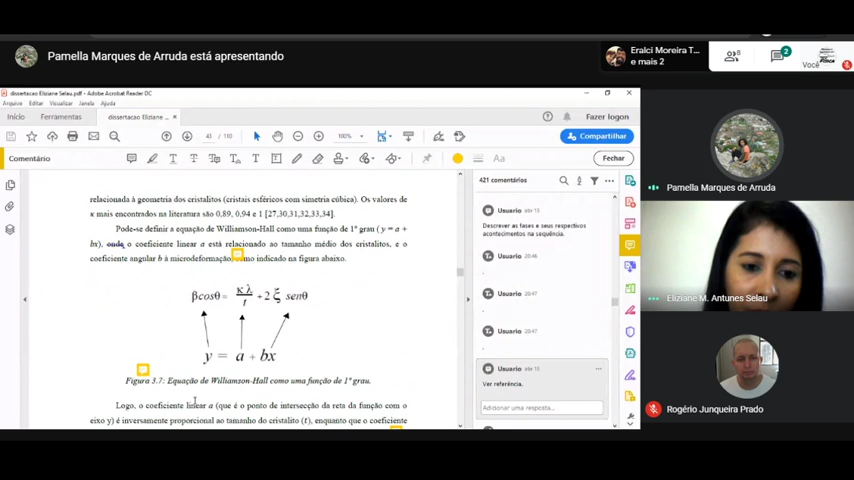 Pamella Marques de Arruda está apresentando
Eralci Moreira T...
e mais 2
8
2
Você
dissertacao Eliziane Selau.pdf - Adobe Acrobat Reader DC
Arquivo Editar Visualizar Janela Ajuda
Início Ferramentas dissertacao Eliziane ... × Fazer logon
43 / 110 100% Compartilhar
Comentário Aa Fechar
relacionada à geometria dos cristalitos (cristais esféricos com simetria cúbica). Os valores de
κ mais encontrados na literatura são 0,89, 0,94 e 1 [27,30,31,32,33,34].
Pode-se definir a equação de Williamson-Hall como uma função de 1º grau ( y = a +
bx), onde o coeficiente linear a está relacionado ao tamanho médio dos cristalitos, e o
coeficiente angular b à microdeformação, como indicado na figura abaixo.
βcosθ = κλ/t + 2 ξ senθ
y = a + bx
Figura 3.7: Equação de Williamson-Hall como uma função de 1º grau.
Logo, o coeficiente linear a (que é o ponto de intersecção da reta da função com o
eixo y) é inversamente proporcional ao tamanho do cristalito (t), enquanto que o coeficiente
421 comentários
Usuario
Descrever as fases e seus respectivos
acontecimentos na sequência.
Usuario 20:46
.
Usuario 20:47
.
Usuario 20:47
.
Usuario
Ver referência.
Adicionar uma resposta...
Pamella Marques de Arruda
Eliziane M. Antunes Selau
Rogério Junqueira Prado